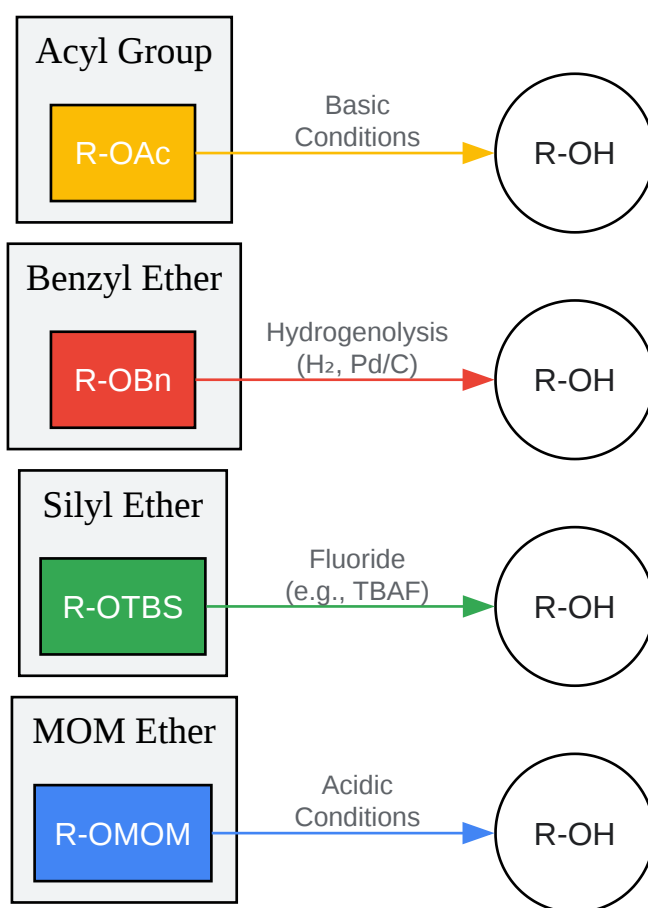 Acyl Group
R-OAc
Basic
Conditions
R-OH
Benzyl Ether
R-OBn
Hydrogenolysis
(H₂, Pd/C)
R-OH
Silyl Ether
R-OTBS
Fluoride
(e.g., TBAF)
R-OH
MOM Ether
R-OMOM
Acidic
Conditions
R-OH